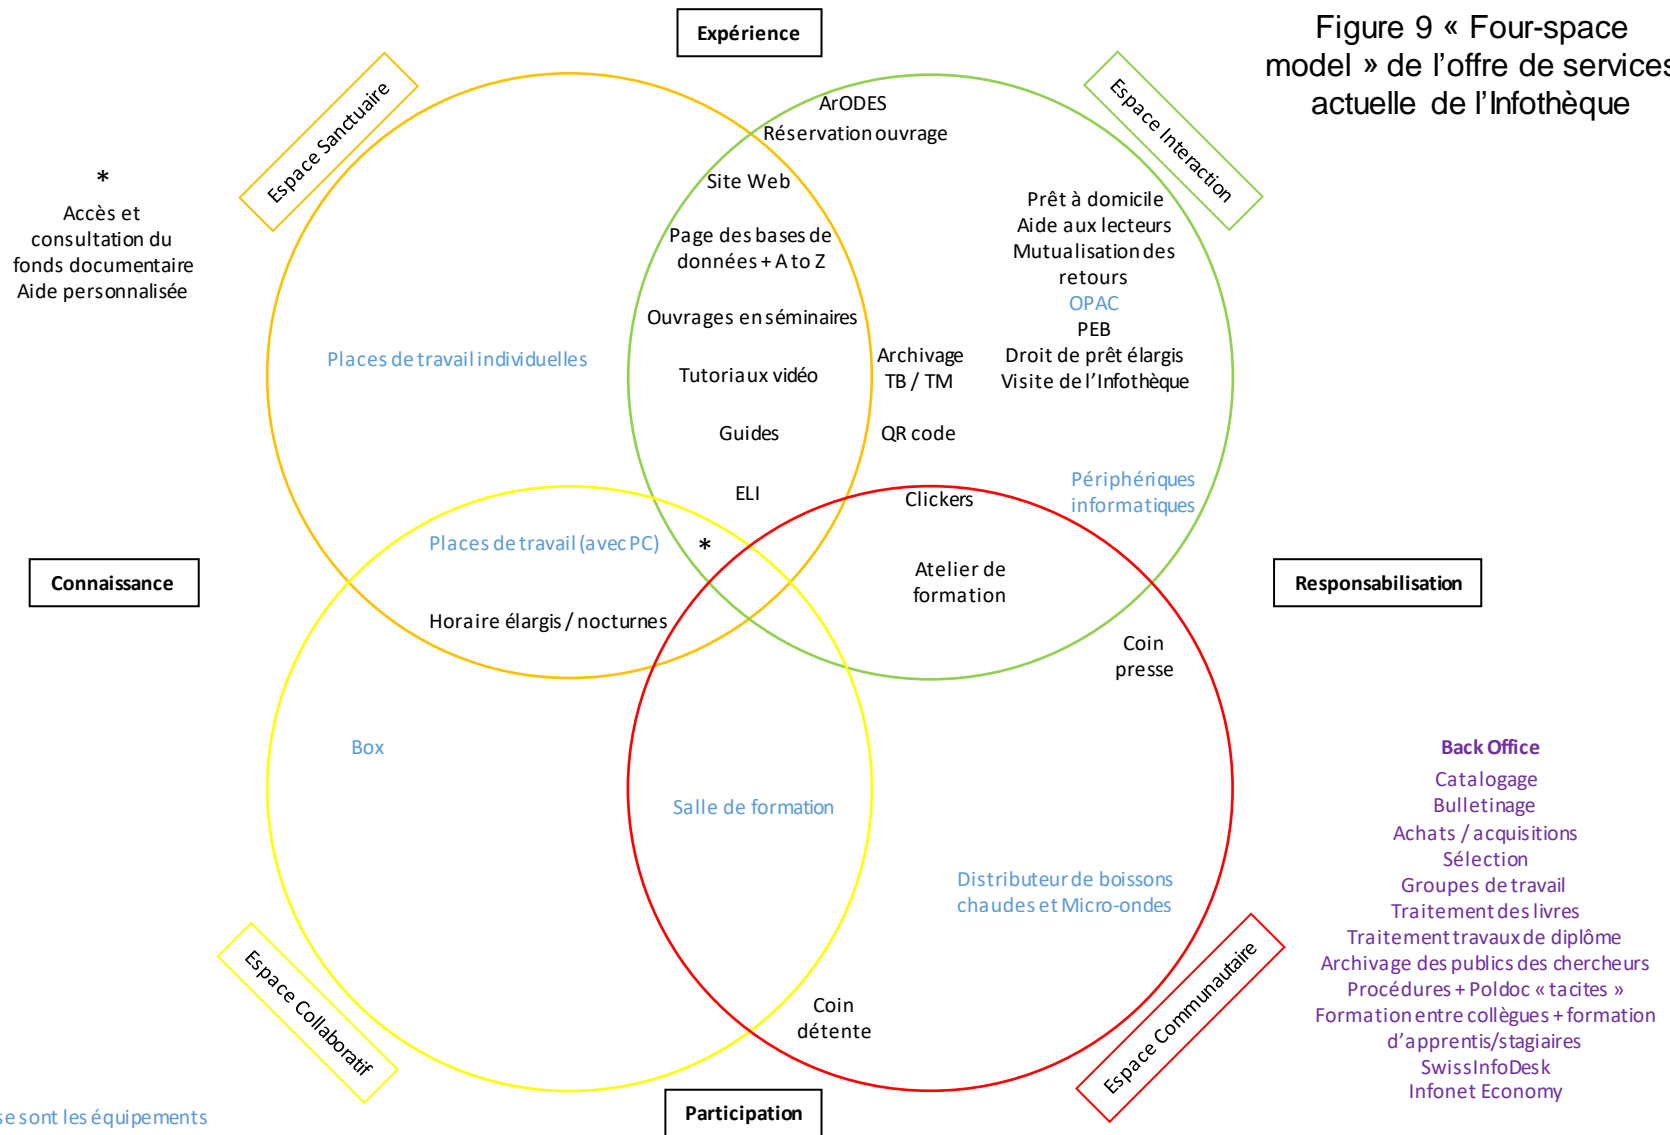 Figure 9 « Four-space
model » de l'offre de services
actuelle de l'Infothèque
Expérience
Espace Sanctuaire
Espace Interaction
*
Accès et
consultation du
fonds documentaire
Aide personnalisée
ArODES
Réservation ouvrage
Site Web
Page des bases de
données + A to Z
Ouvrages en séminaires
Tutoriaux vidéo
Guides
ELI
Prêt à domicile
Aide aux lecteurs
Mutualisation des
retours
OPAC
PEB
Droit de prêt élargis
Visite de l'Infothèque
Places de travail individuelles
Archivage
TB / TM
QR code
Périphériques
informatiques
Clickers
Places de travail (avec PC)
*
Atelier de
formation
Connaissance
Responsabilisation
Horaire élargis / nocturnes
Coin
presse
Box
Salle de formation
Distributeur de boissons
chaudes et Micro-ondes
Coin
détente
Espace Collaboratif
Espace Communautaire
Participation
Back Office
Catalogage
Bulletinage
Achats / acquisitions
Sélection
Groupes de travail
Traitement des livres
Traitement travaux de diplôme
Archivage des publics des chercheurs
Procédures + Poldoc « tacites »
Formation entre collègues + formation
d'apprentis/stagiaires
SwissInfoDesk
Infonet Economy
se sont les équipements